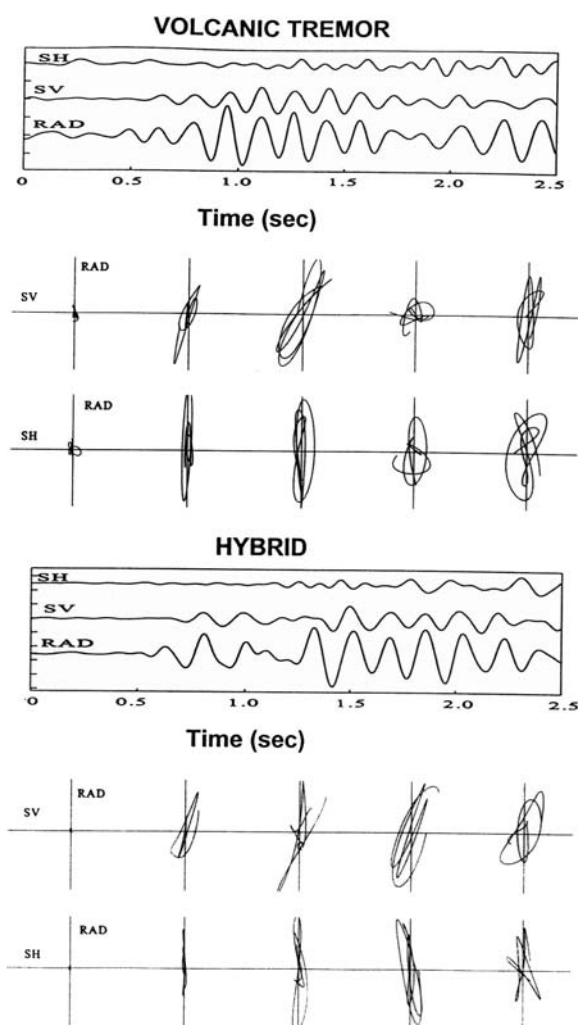 VOLCANIC TREMOR
SH
SV
RAD
0 0.5 1.0 1.5 2.0 2.5
Time (sec)
RAD
SV
RAD
SH
HYBRID
SH
SV
RAD
0 0.5 1.0 1.5 2.0 2.5
Time (sec)
RAD
SV
RAD
SH